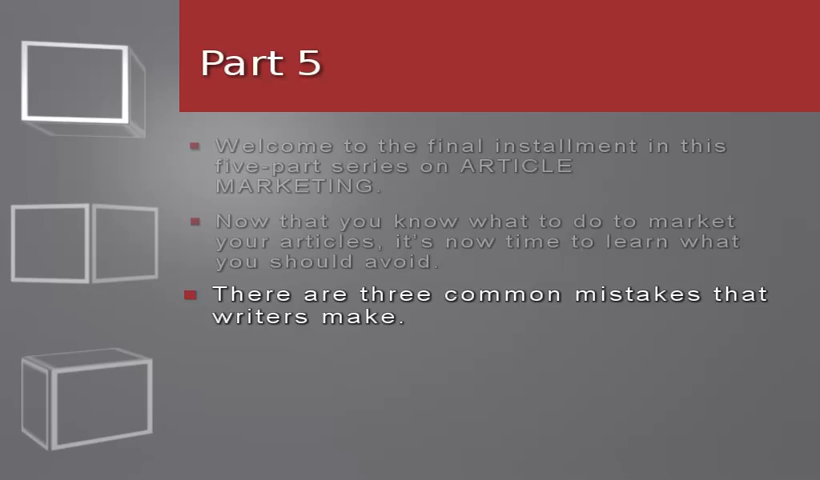 Part 5
Welcome to the final installment in this
five-part series on ARTICLE
MARKETING.
Now that you know what to do to market
your articles, it's now time to learn what
you should avoid.
There are three common mistakes that
writers make.